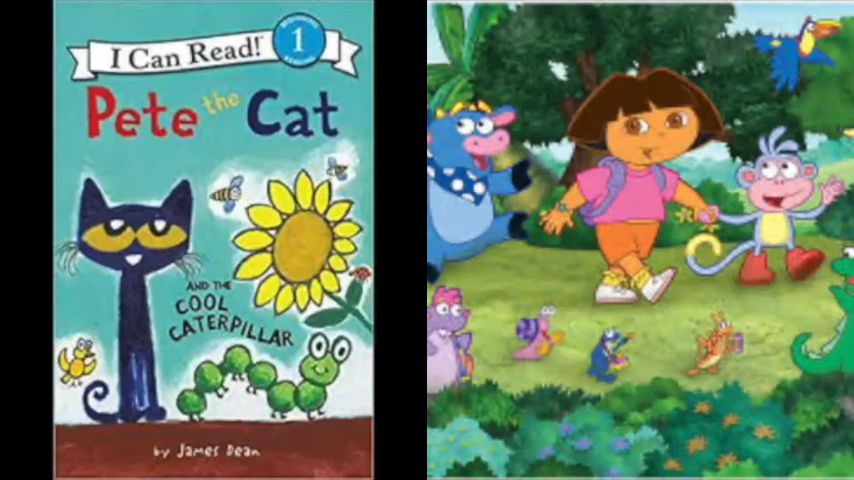 I Can Read!
1
Pete the Cat
AND THE
COOL
CATERPILLAR
by James Dean